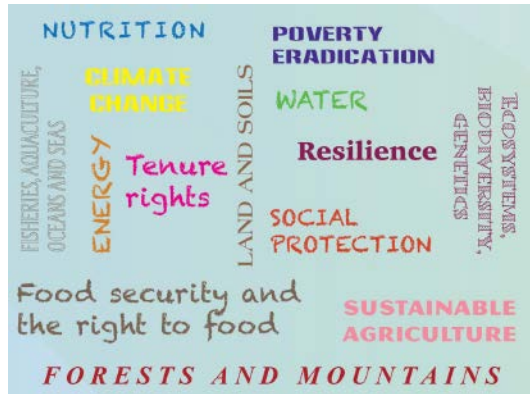 NUTRITION
POVERTY
ERADICATION
CLIMATE
CHANGE
WATER
FISHERIES, AQUACULTURE,
OCEANS AND SEAS
ENERGY
Tenure
rights
LAND AND SOILS
Resilience
ECOSYSTEMS,
BIODIVERSITY,
GENETICS
SOCIAL
PROTECTION
Food security and
the right to food
SUSTAINABLE
AGRICULTURE
FORESTS AND MOUNTAINS